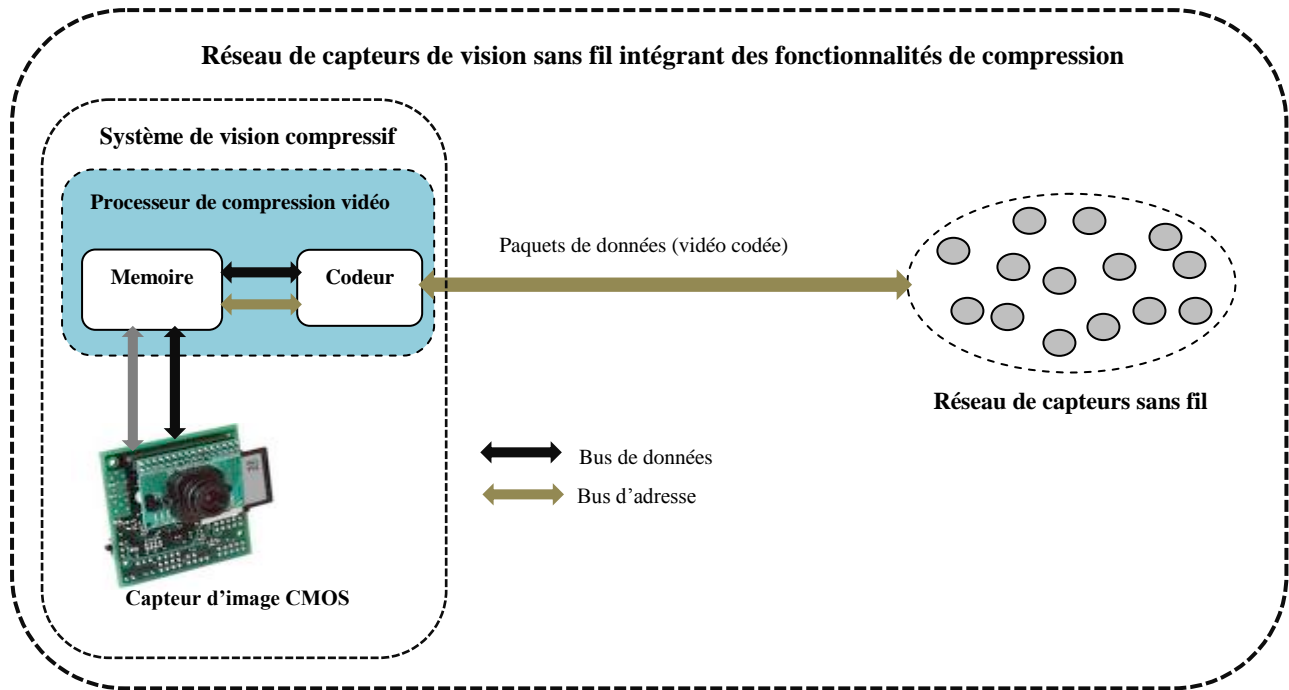 Réseau de capteurs de vision sans fil intégrant des fonctionnalités de compression
Système de vision compressif
Processeur de compression vidéo
Memoire
Codeur
Paquets de données (vidéo codée)
Réseau de capteurs sans fil
Bus de données
Bus d’adresse
Capteur d’image CMOS